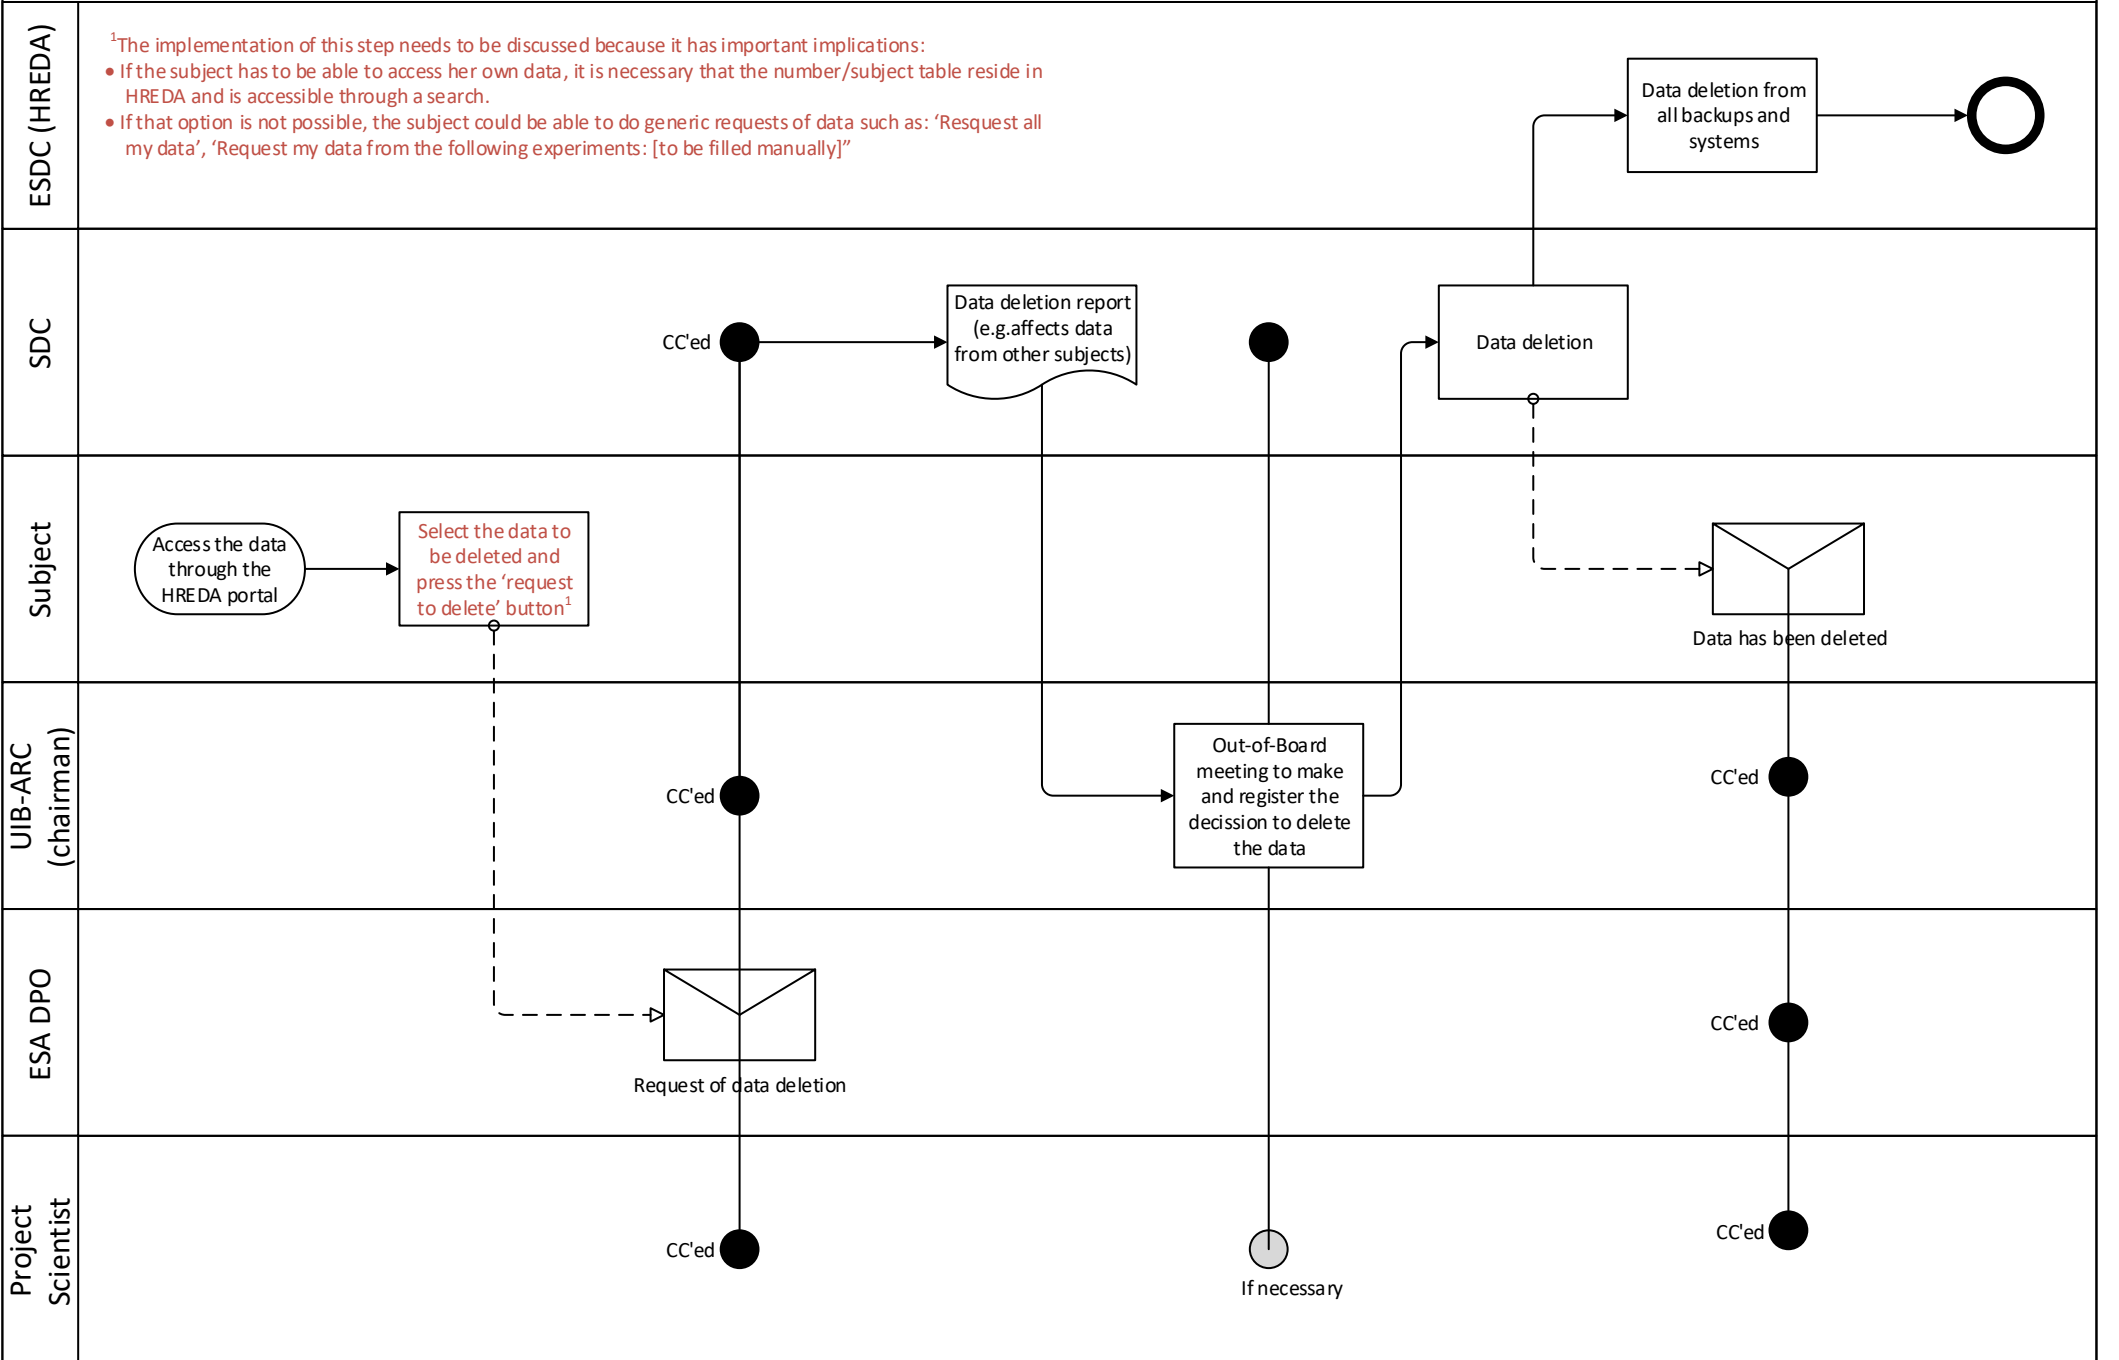 ESDC (HREDA)
¹The implementation of this step needs to be discussed because it has important implications:
• If the subject has to be able to access her own data, it is necessary that the number/subject table reside in
HREDA and is accessible through a search.
• If that option is not possible, the subject could be able to do generic requests of data such as: ‘Resquest all
my data’, ‘Request my data from the following experiments: [to be filled manually]”
Data deletion from
all backups and
systems
SDC
CC'ed
Data deletion report
(e.g.affects data
from other subjects)
Data deletion
Subject
Access the data
through the
HREDA portal
Select the data to
be deleted and
press the ‘request
to delete’ button¹
Data has been deleted
UIB-ARC
(chairman)
CC'ed
Out-of-Board
meeting to make
and register the
decission to delete
the data
CC'ed
ESA DPO
Request of data deletion
CC'ed
Project
Scientist
CC'ed
If necessary
CC'ed